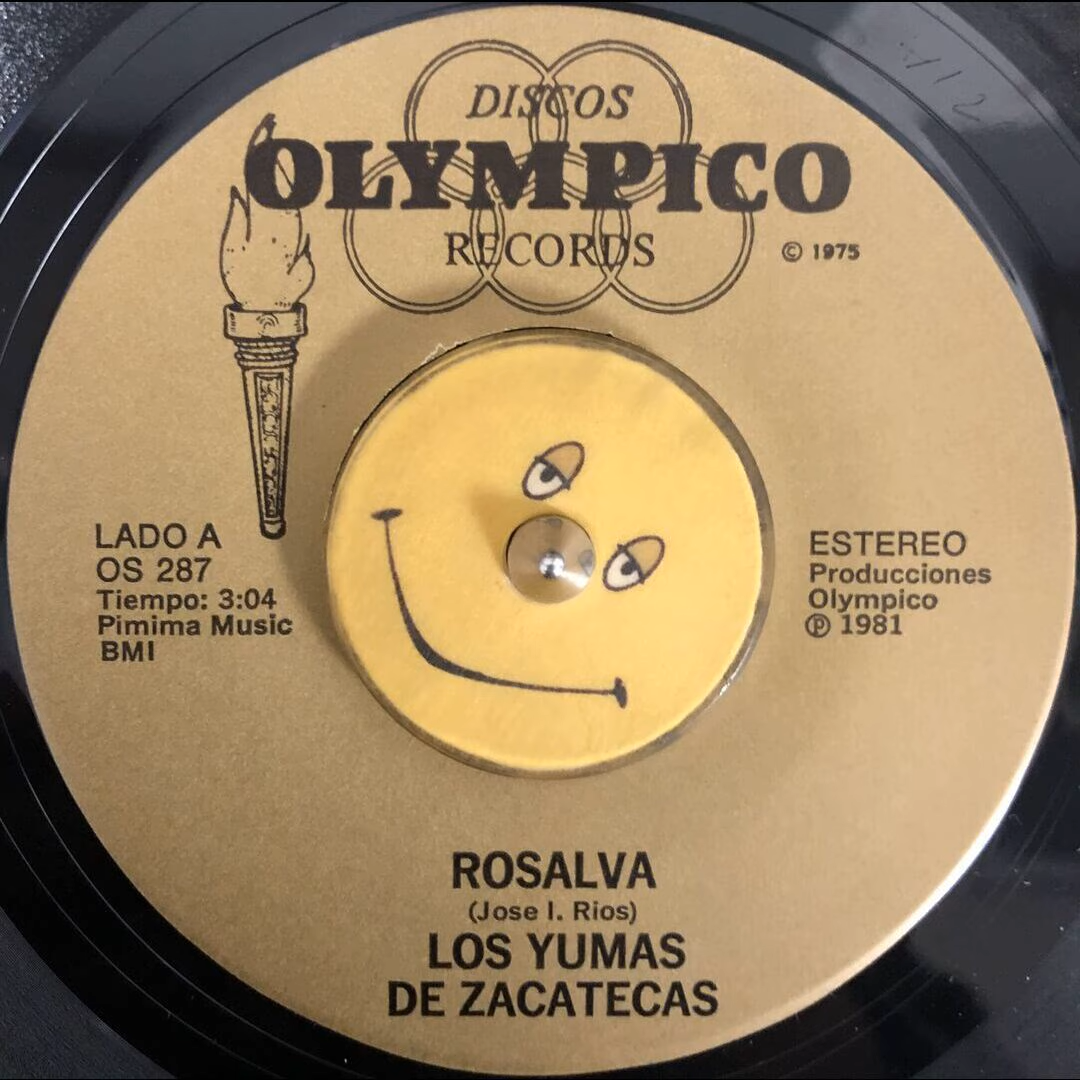 DISCOS
OLYMPICO
RECORDS
© 1975
LADO A
OS 287
Tiempo: 3:04
Pimima Music
BMI
ESTEREO
Producciones
Olympico
℗ 1981
ROSALVA
(Jose I. Rios)
LOS YUMAS
DE ZACATECAS